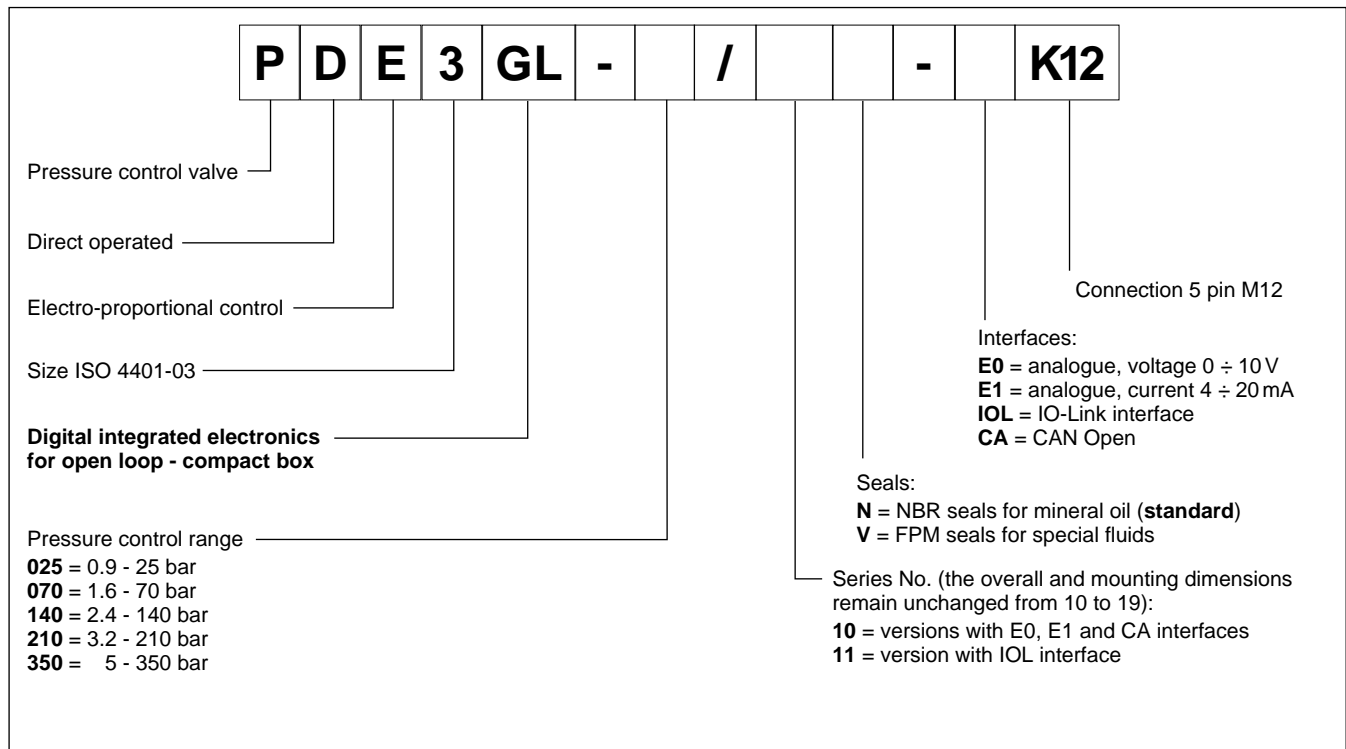 P D E 3 GL - / - K12
Pressure control valve
Direct operated
Electro-proportional control
Size ISO 4401-03
Digital integrated electronics
for open loop - compact box
Pressure control range
025 = 0.9 - 25 bar
070 = 1.6 - 70 bar
140 = 2.4 - 140 bar
210 = 3.2 - 210 bar
350 = 5 - 350 bar
Connection 5 pin M12
Interfaces:
E0 = analogue, voltage 0 ÷ 10 V
E1 = analogue, current 4 ÷ 20 mA
IOL = IO-Link interface
CA = CAN Open
Seals:
N = NBR seals for mineral oil (standard)
V = FPM seals for special fluids
Series No. (the overall and mounting dimensions
remain unchanged from 10 to 19):
10 = versions with E0, E1 and CA interfaces
11 = version with IOL interface